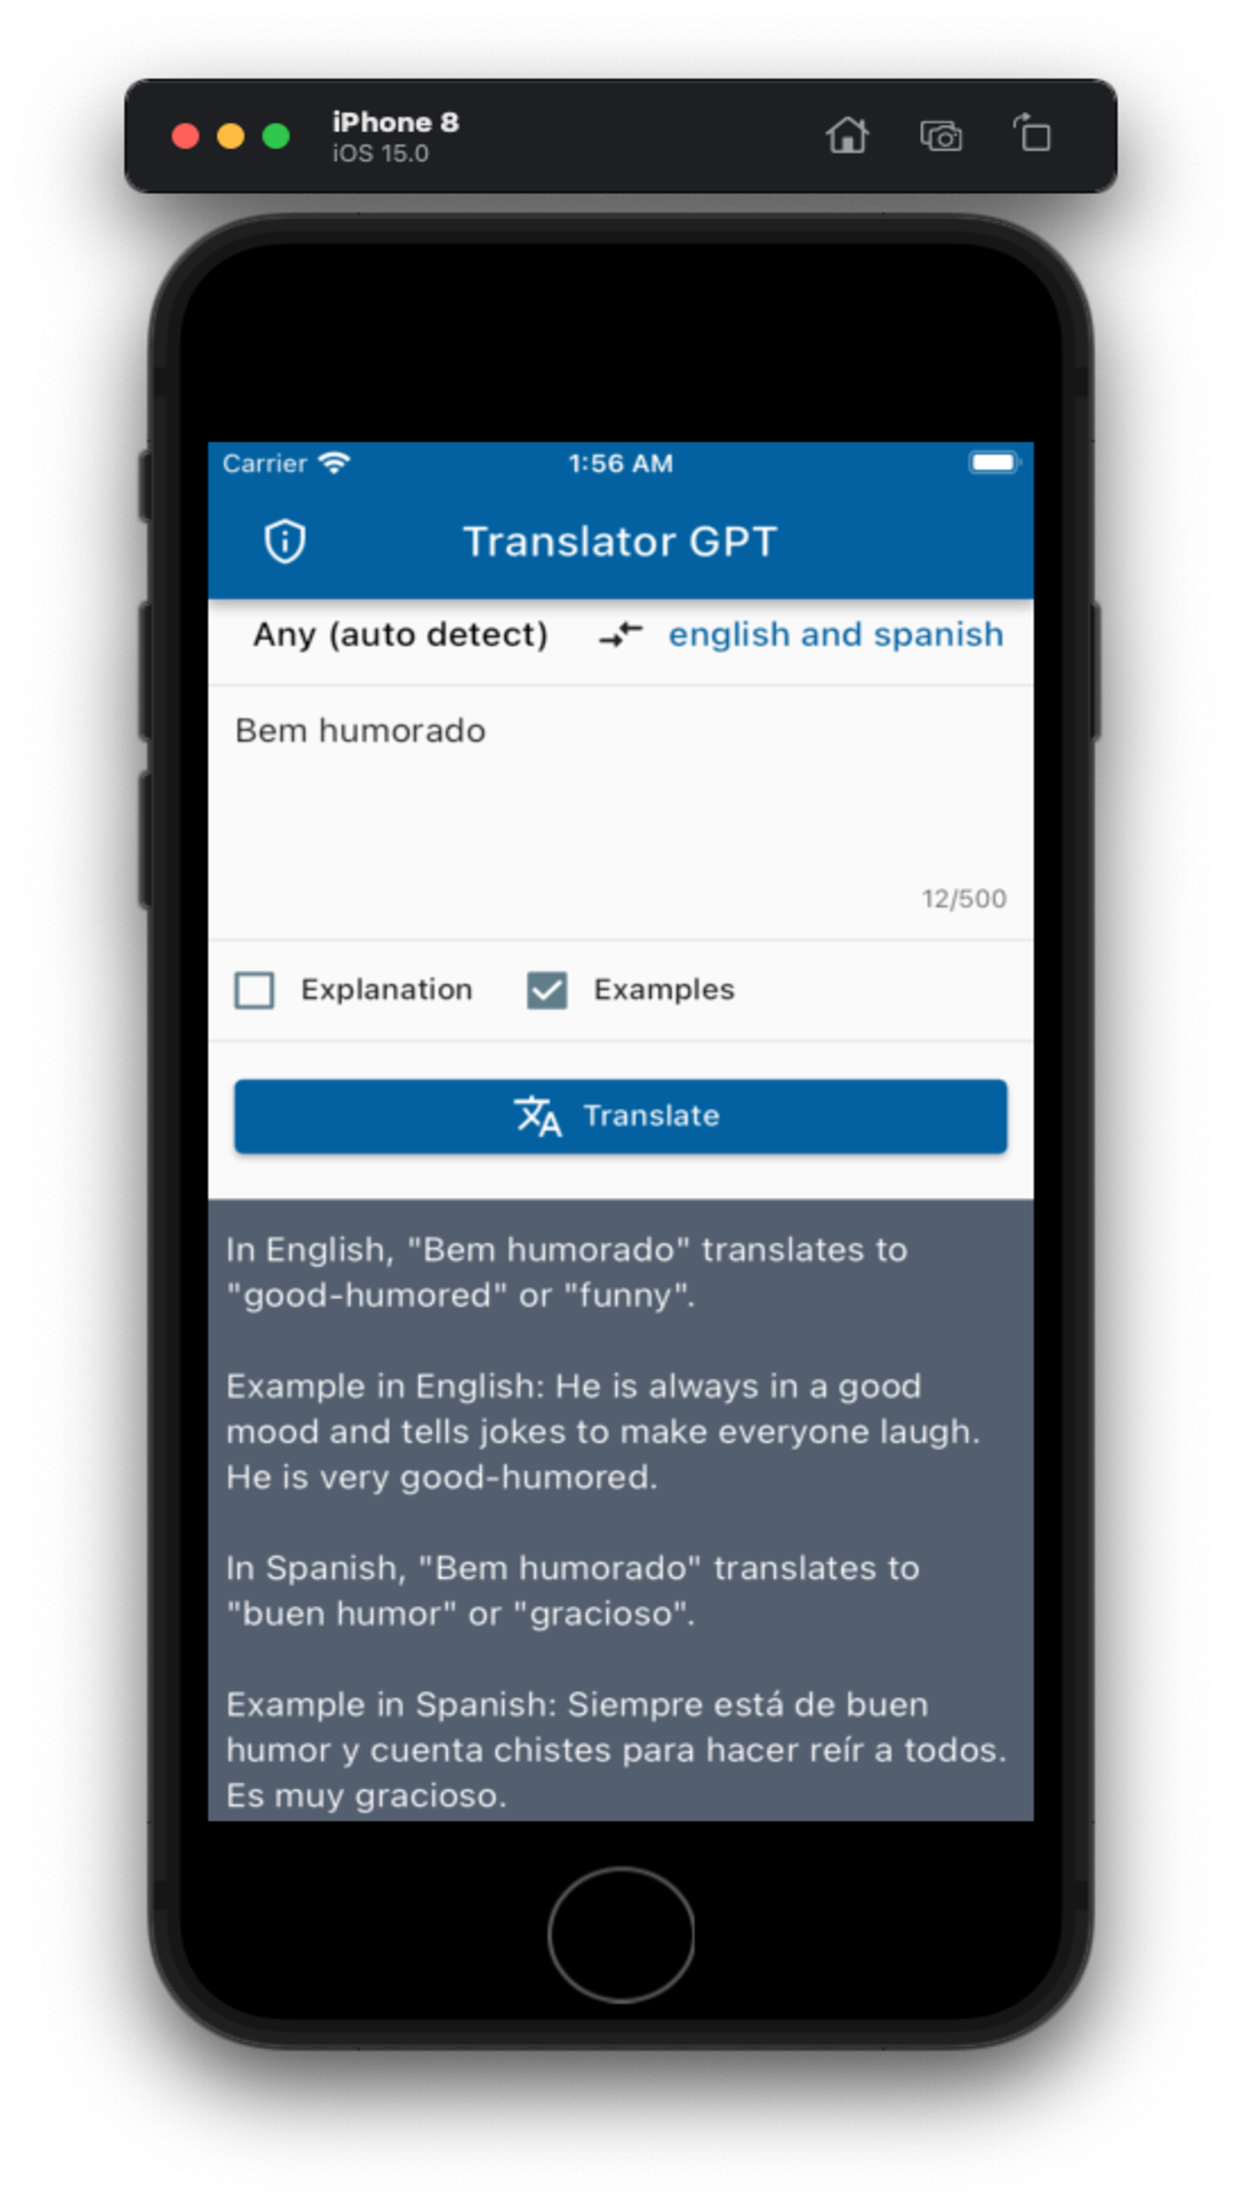 iPhone 8
iOS 15.0
Carrier 1:56 AM
Translator GPT
Any (auto detect) english and spanish
Bem humorado
12/500
Explanation Examples
Translate
In English, "Bem humorado" translates to
"good-humored" or "funny".
Example in English: He is always in a good
mood and tells jokes to make everyone laugh.
He is very good-humored.
In Spanish, "Bem humorado" translates to
"buen humor" or "gracioso".
Example in Spanish: Siempre está de buen
humor y cuenta chistes para hacer reír a todos.
Es muy gracioso.